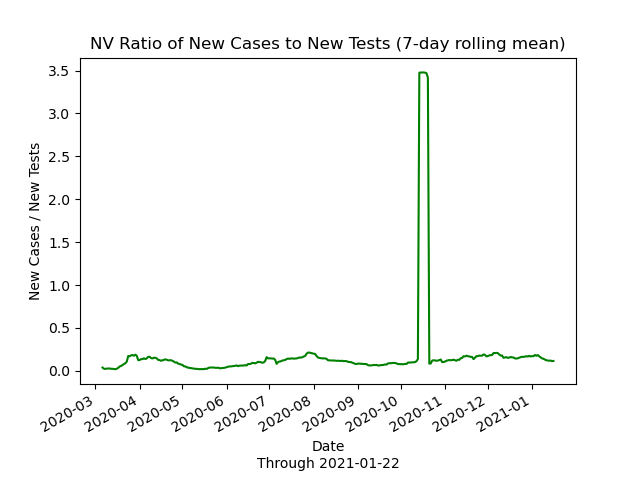 NV Ratio of New Cases to New Tests (7-day rolling mean)
New Cases / New Tests
3.5
3.0
2.5
2.0
1.5
1.0
0.5
0.0
2020-03 2020-04 2020-05 2020-06 2020-07 2020-08 2020-09 2020-10 2020-11 2020-12 2021-01
Date
Through 2021-01-22